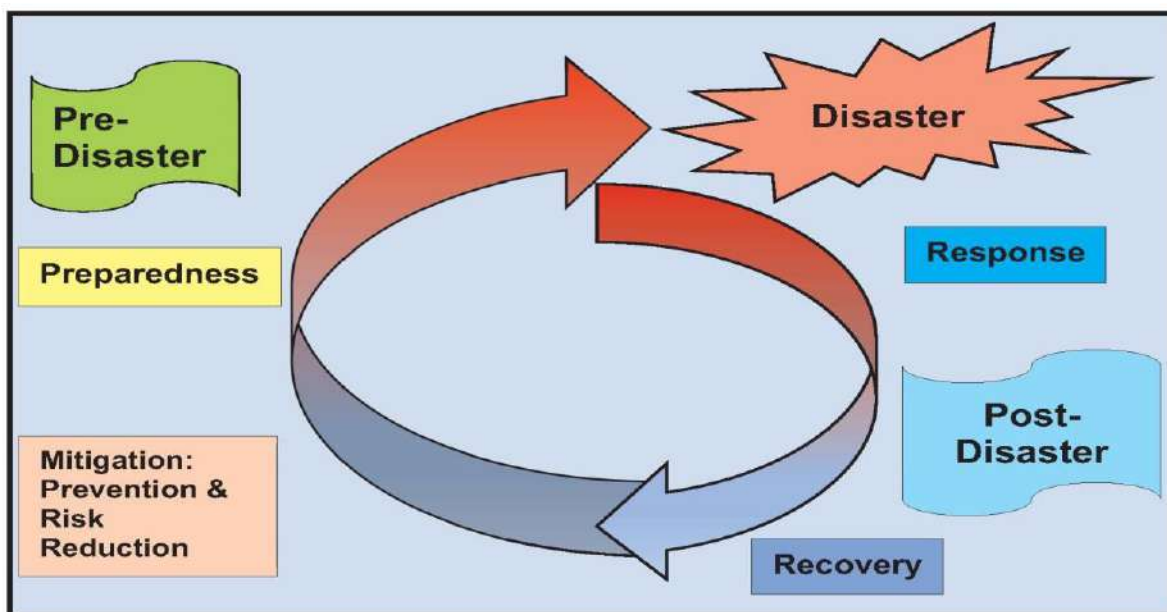 Pre-
Disaster
Disaster
Preparedness
Response
Mitigation:
Prevention &
Risk
Reduction
Post-
Disaster
Recovery